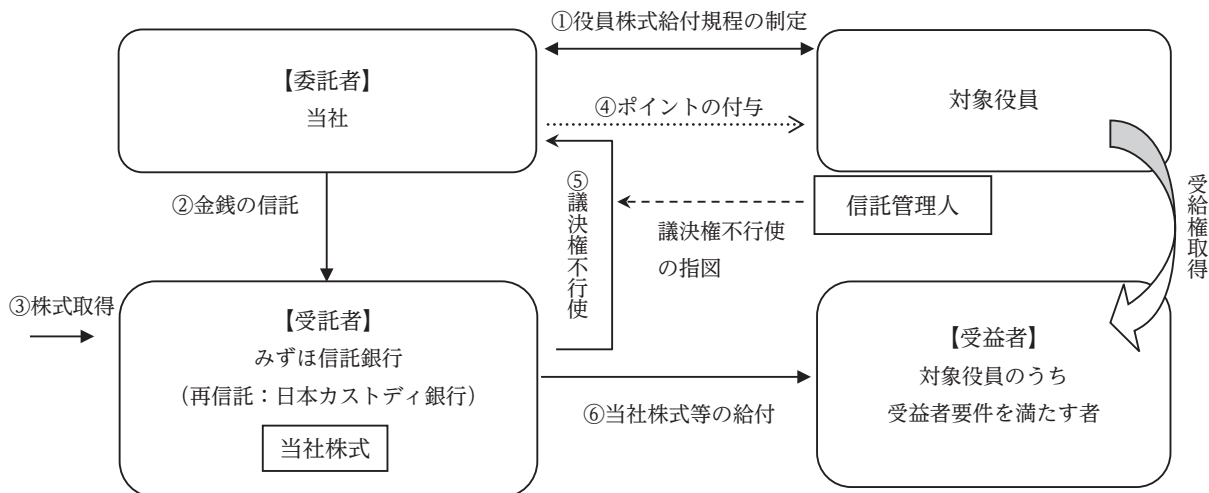 ①役員株式給付規程の制定
【委託者】
当社
対象役員
④ポイントの付与
②金銭の信託
⑤議決権不行使
信託管理人
議決権不行使
の指図
受給権取得
③株式取得
【受託者】
みずほ信託銀行
（再信託：日本カストディ銀行）
当社株式
⑥当社株式等の給付
【受益者】
対象役員のうち
受益者要件を満たす者